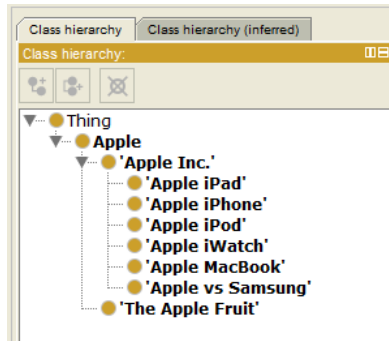 Class hierarchy Class hierarchy (inferred)
Class hierarchy:
Thing
Apple
'Apple Inc.'
'Apple iPad'
'Apple iPhone'
'Apple iPod'
'Apple iWatch'
'Apple MacBook'
'Apple vs Samsung'
'The Apple Fruit'